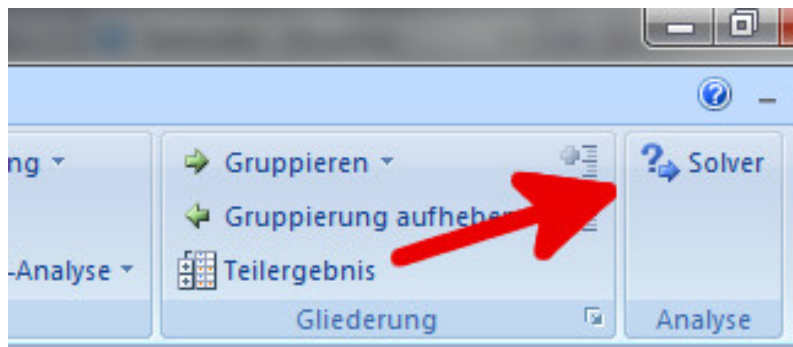 ng
Gruppieren
Solver
Gruppierung aufheben
-Analyse
Teilergebnis
Gliederung
Analyse